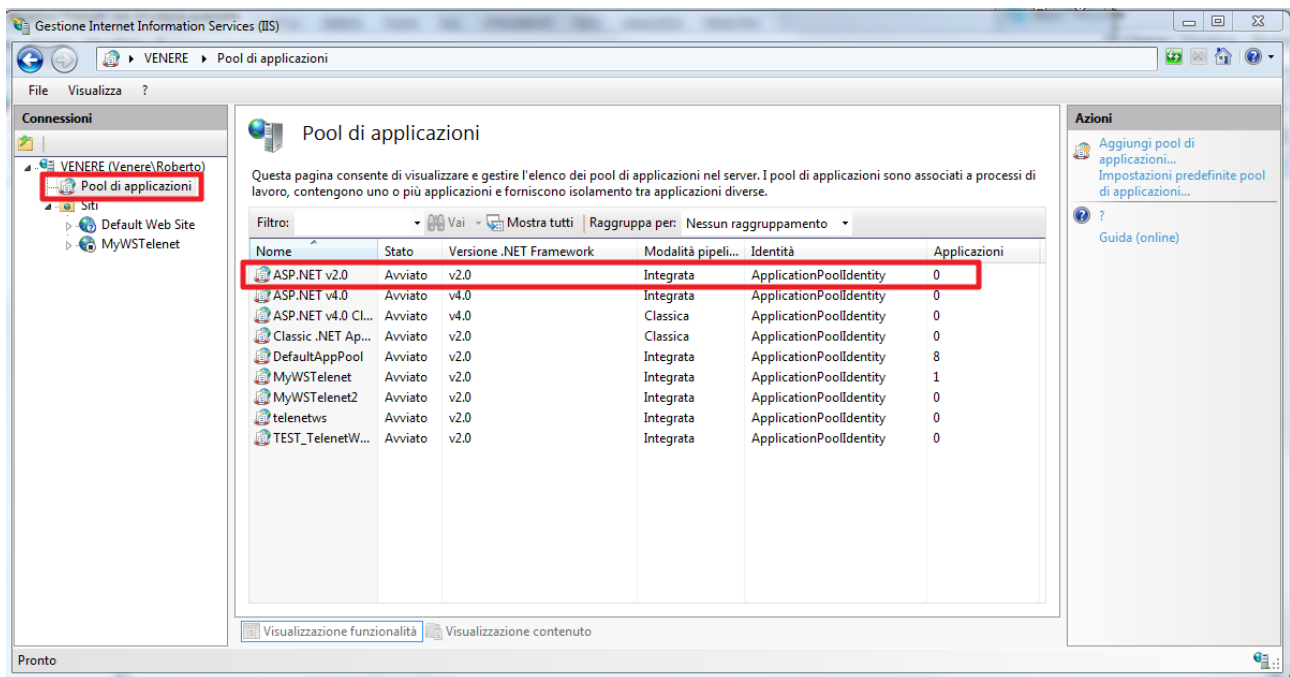 Gestione Internet Information Services (IIS)
VENERE Pool di applicazioni
File Visualizza ?
Connessioni
VENERE (Venere\Roberto)
Pool di applicazioni
Siti
Default Web Site
MyWSTelenet
Pool di applicazioni
Questa pagina consente di visualizzare e gestire l'elenco dei pool di applicazioni nel server. I pool di applicazioni sono associati a processi di
lavoro, contengono uno o più applicazioni e forniscono isolamento tra applicazioni diverse.
Filtro: Vai Mostra tutti Raggruppa per: Nessun raggruppamento
Nome Stato Versione .NET Framework Modalità pipeli... Identità Applicazioni
ASP.NET v2.0 Avviato v2.0 Integrata ApplicationPoolIdentity 0
ASP.NET v4.0 Avviato v4.0 Integrata ApplicationPoolIdentity 0
ASP.NET v4.0 Cl... Avviato v4.0 Classica ApplicationPoolIdentity 0
Classic .NET Ap... Avviato v2.0 Classica ApplicationPoolIdentity 0
DefaultAppPool Avviato v2.0 Integrata ApplicationPoolIdentity 8
MyWSTelenet Avviato v2.0 Integrata ApplicationPoolIdentity 1
MyWSTelenet2 Avviato v2.0 Integrata ApplicationPoolIdentity 0
telenetws Avviato v2.0 Integrata ApplicationPoolIdentity 0
TEST_TelenetW... Avviato v2.0 Integrata ApplicationPoolIdentity 0
Visualizzazione funzionalità Visualizzazione contenuto
Azioni
Aggiungi pool di
applicazioni...
Impostazioni predefinite pool
di applicazioni...
?
Guida (online)
Pronto